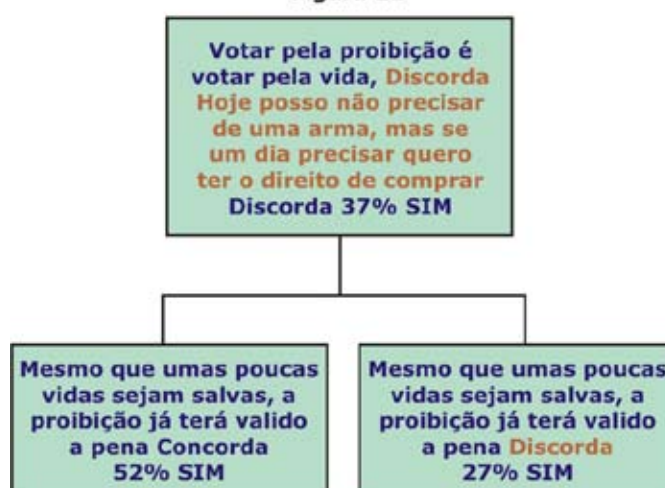 Votar pela proibição é
votar pela vida, Discorda
Hoje posso não precisar
de uma arma, mas se
um dia precisar quero
ter o direito de comprar
Discorda 37% SIM
Mesmo que umas poucas
vidas sejam salvas, a
proibição já terá valido
a pena Concorda
52% SIM
Mesmo que umas poucas
vidas sejam salvas, a
proibição já terá valido
a pena Discorda
27% SIM